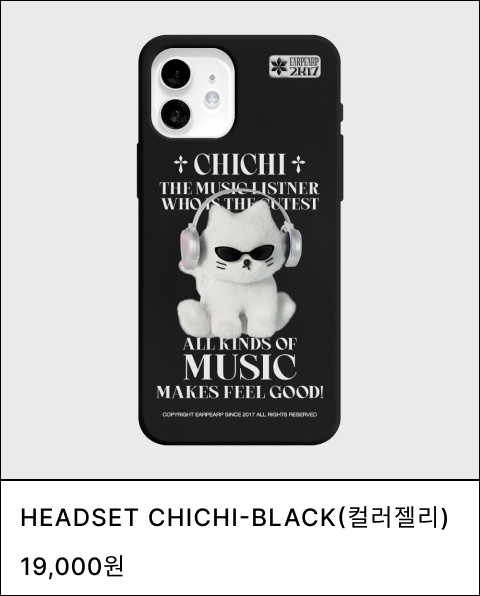 EARPEARP
2K17
CHICHI
THE MUSIC LISTNER
WHO IS THE CUTEST
ALL KINDS OF
MUSIC
MAKES FEEL GOOD!
COPYRIGHT EARPEARP SINCE 2017 ALL RIGHTS RESERVED
HEADSET CHICHI-BLACK(컬러젤리)
19,000원